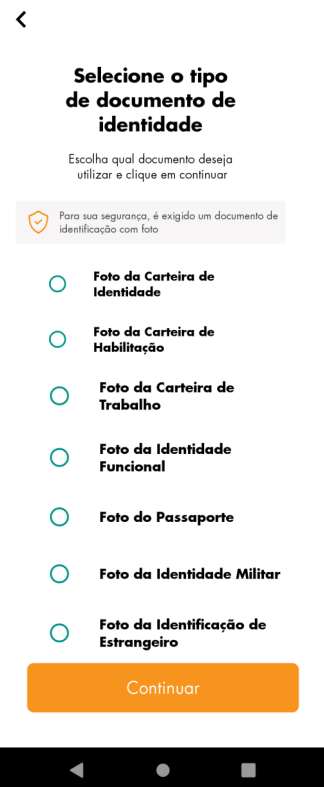 Selecione o tipo
de documento de
identidade
Escolha qual documento deseja
utilizar e clique em continuar
Para sua segurança, é exigido um documento de
identificação com foto
Foto da Carteira de
Identidade
Foto da Carteira de
Habilitação
Foto da Carteira de
Trabalho
Foto da Identidade
Funcional
Foto do Passaporte
Foto da Identidade Militar
Foto da Identificação de
Estrangeiro
Continuar